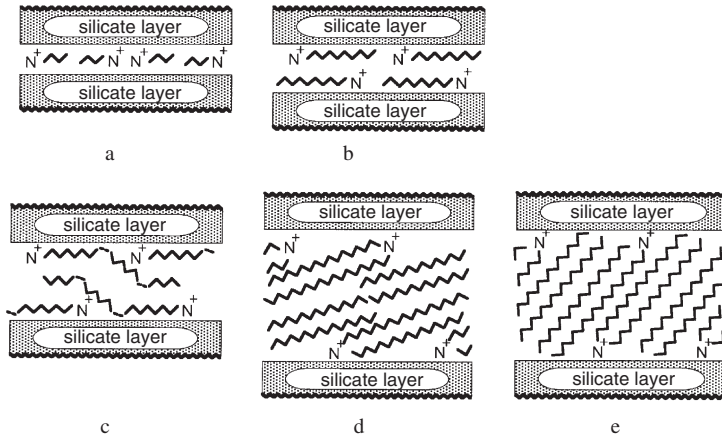 silicate layer
N+ N+ N+ N+
silicate layer
a
silicate layer
N+ N+
N+ N+
silicate layer
b
silicate layer
N+ N+
N+ N+
silicate layer
c
silicate layer
N+ N+
N+ N+
silicate layer
d
silicate layer
N+ N+
N+ N+
silicate layer
e